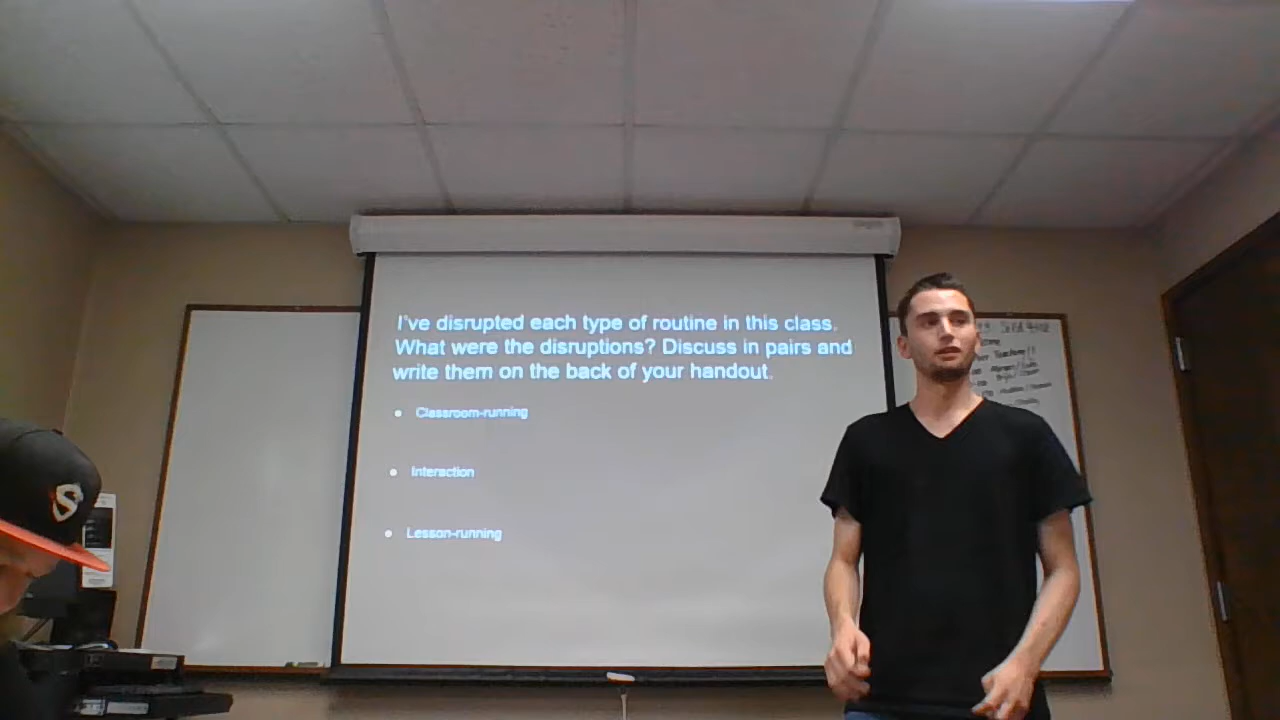 I've disrupted each type of routine in this class.
What were the disruptions? Discuss in pairs and
write them on the back of your handout.
Classroom-running
Interaction
Lesson-running
S